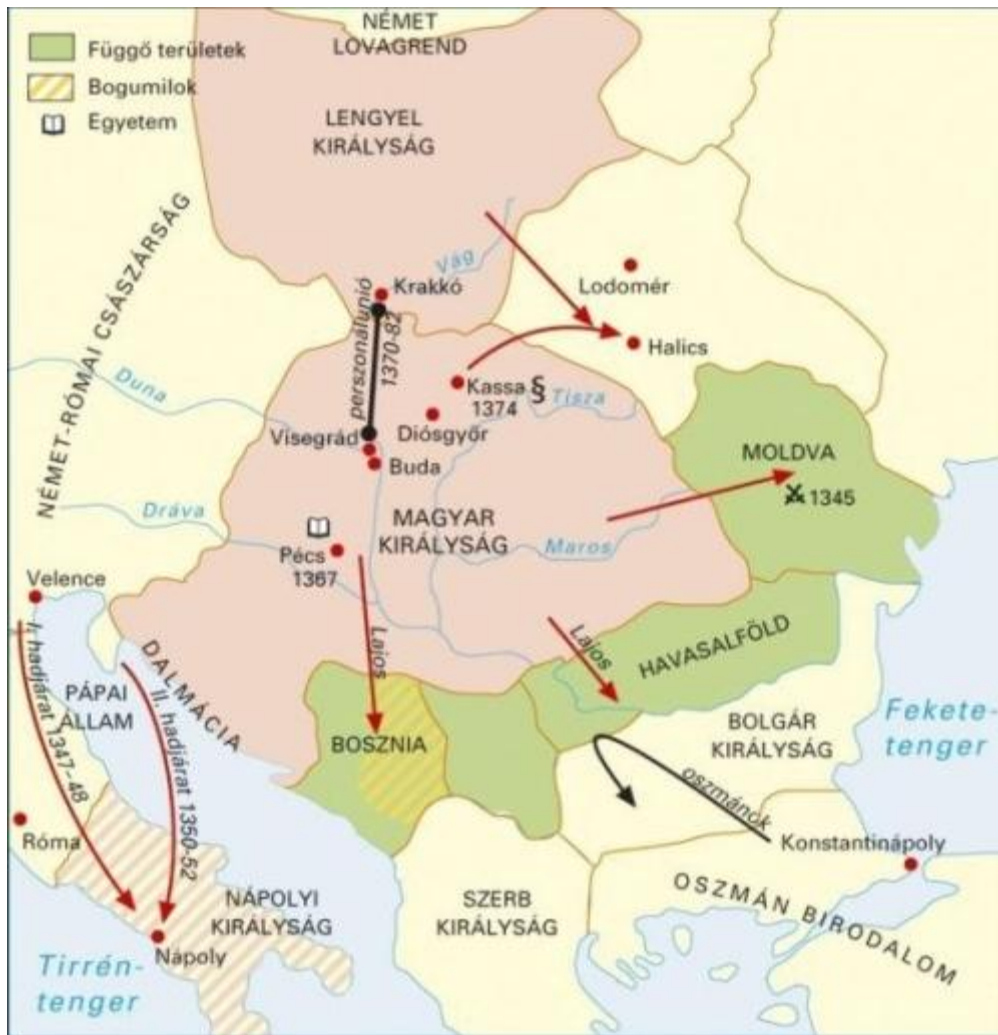 NÉMET
LOVAGREND
Függő területek
Bogumilok
Egyetem
LENGYEL
KIRÁLYSÁG
NÉMET-RÓMAI CSÁSZÁRSÁG
Vág
Krakkó
Lodomér
perszonálunió
1370-82
Halics
Duna
Kassa §
1374
Tisza
Diósgyőr
Visegrád
Buda
MOLDVA
1345
Dráva
MAGYAR
KIRÁLYSÁG
Maros
Pécs
1367
Velence
Lajos
Lajos
HAVASALFÖLD
I. hadjárat 1347-48
PÁPAI
ÁLLAM
DALMÁCIA
II. hadjárat 1350-52
BOSZNIA
BOLGÁR
KIRÁLYSÁG
Fekete-
tenger
oszmánok
Róma
Konstantinápoly
NÁPOLYI
KIRÁLYSÁG
SZERB
KIRÁLYSÁG
OSZMÁN BIRODALOM
Nápoly
Tirrén-
tenger